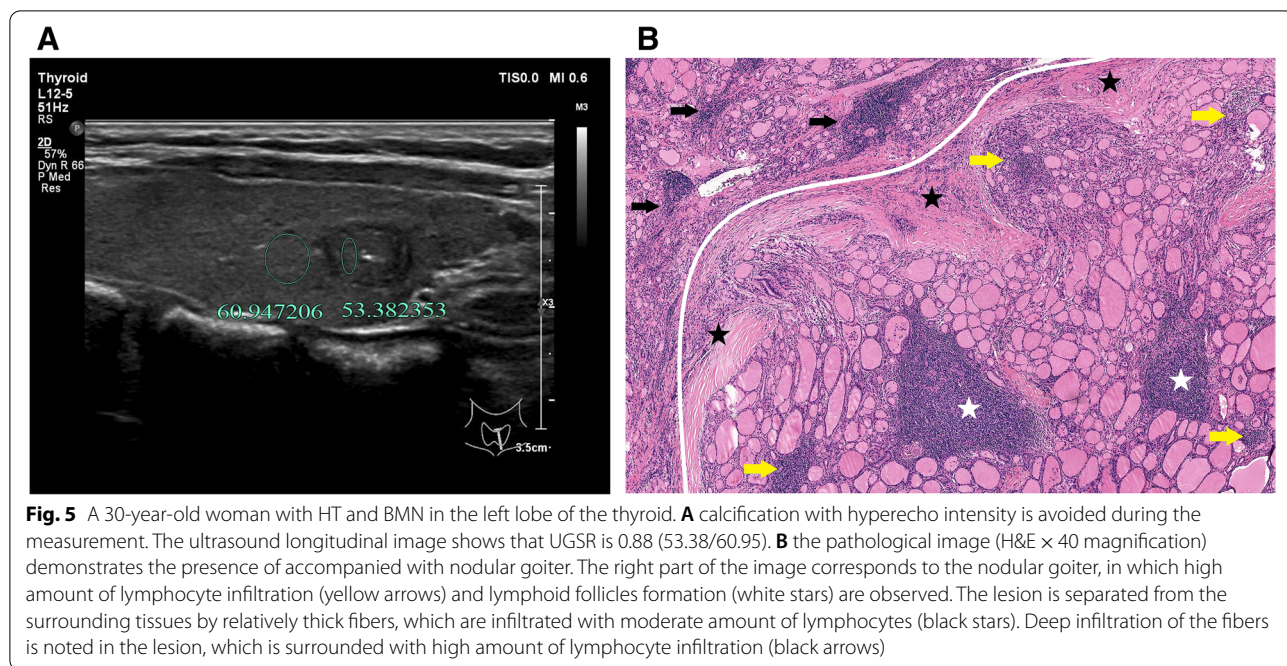 A
B
Thyroid
L12-5
51Hz
RS
TIS0.0 MI 0.6
M3
P
2D
57%
Dyn R 66
P Med
Res
X3
60.947206
53.382353
3.5cm
Fig. 5 A 30-year-old woman with HT and BMN in the left lobe of the thyroid. A calcification with hyperecho intensity is avoided during the
measurement. The ultrasound longitudinal image shows that UGSR is 0.88 (53.38/60.95). B the pathological image (H&E × 40 magnification)
demonstrates the presence of accompanied with nodular goiter. The right part of the image corresponds to the nodular goiter, in which high
amount of lymphocyte infiltration (yellow arrows) and lymphoid follicles formation (white stars) are observed. The lesion is separated from the
surrounding tissues by relatively thick fibers, which are infiltrated with moderate amount of lymphocytes (black stars). Deep infiltration of the fibers
is noted in the lesion, which is surrounded with high amount of lymphocyte infiltration (black arrows)